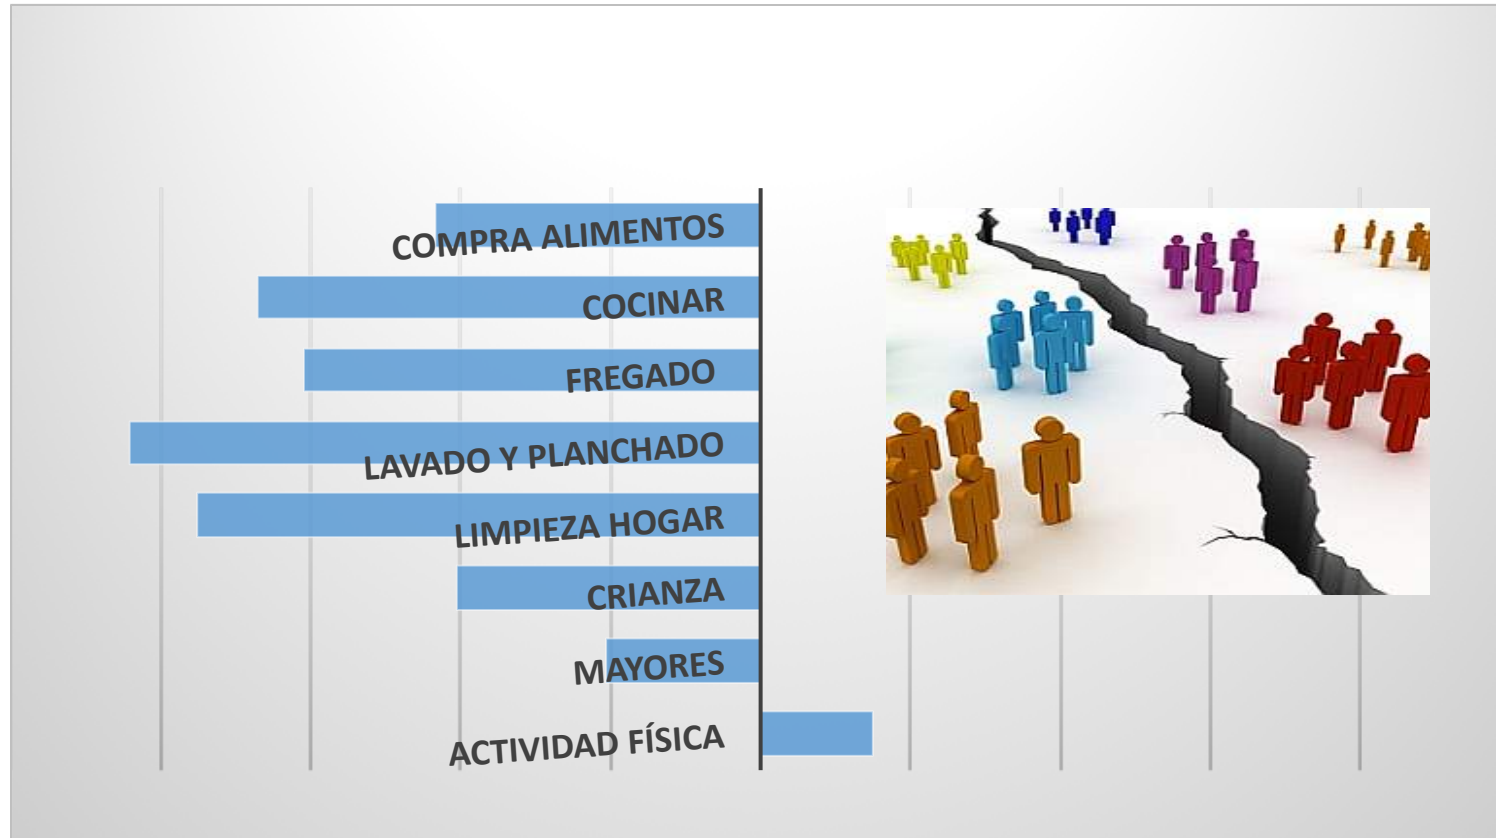 COMPRA ALIMENTOS
COCINAR
FREGADO
LAVADO Y PLANCHADO
LIMPIEZA HOGAR
CRIANZA
MAYORES
ACTIVIDAD FÍSICA